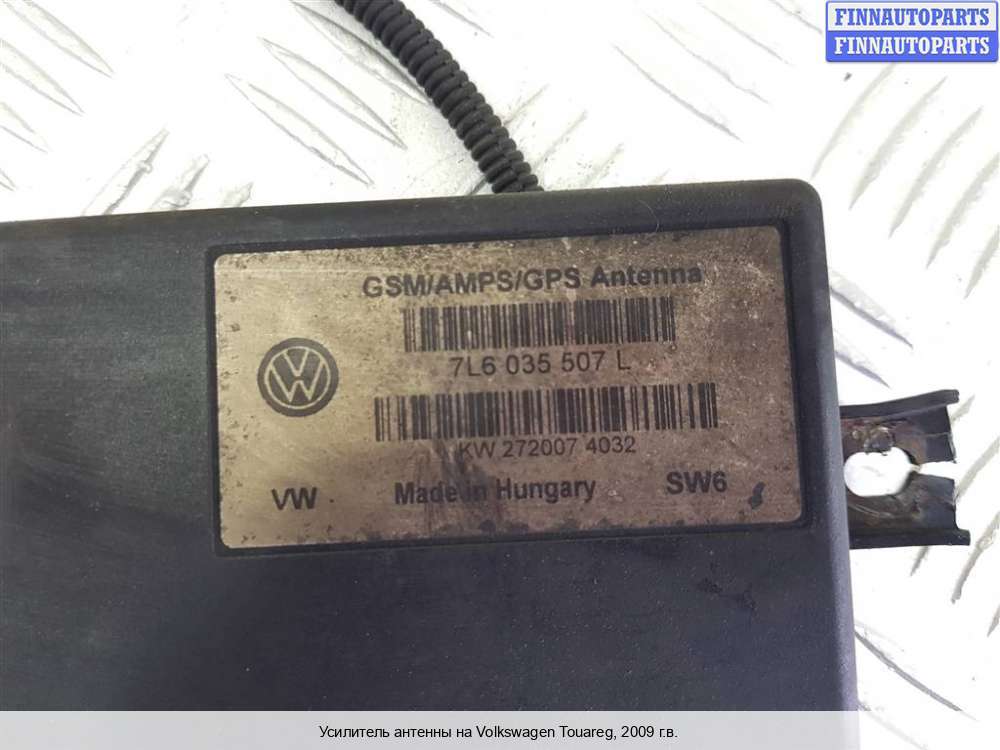 FINNAUTOPARTS
FINNAUTOPARTS
GSM/AMPS/GPS Antenna
7L6 035 507 L
KW 272007 4032
VW Made in Hungary SW6
Усилитель антенны на Volkswagen Touareg, 2009 г.в.